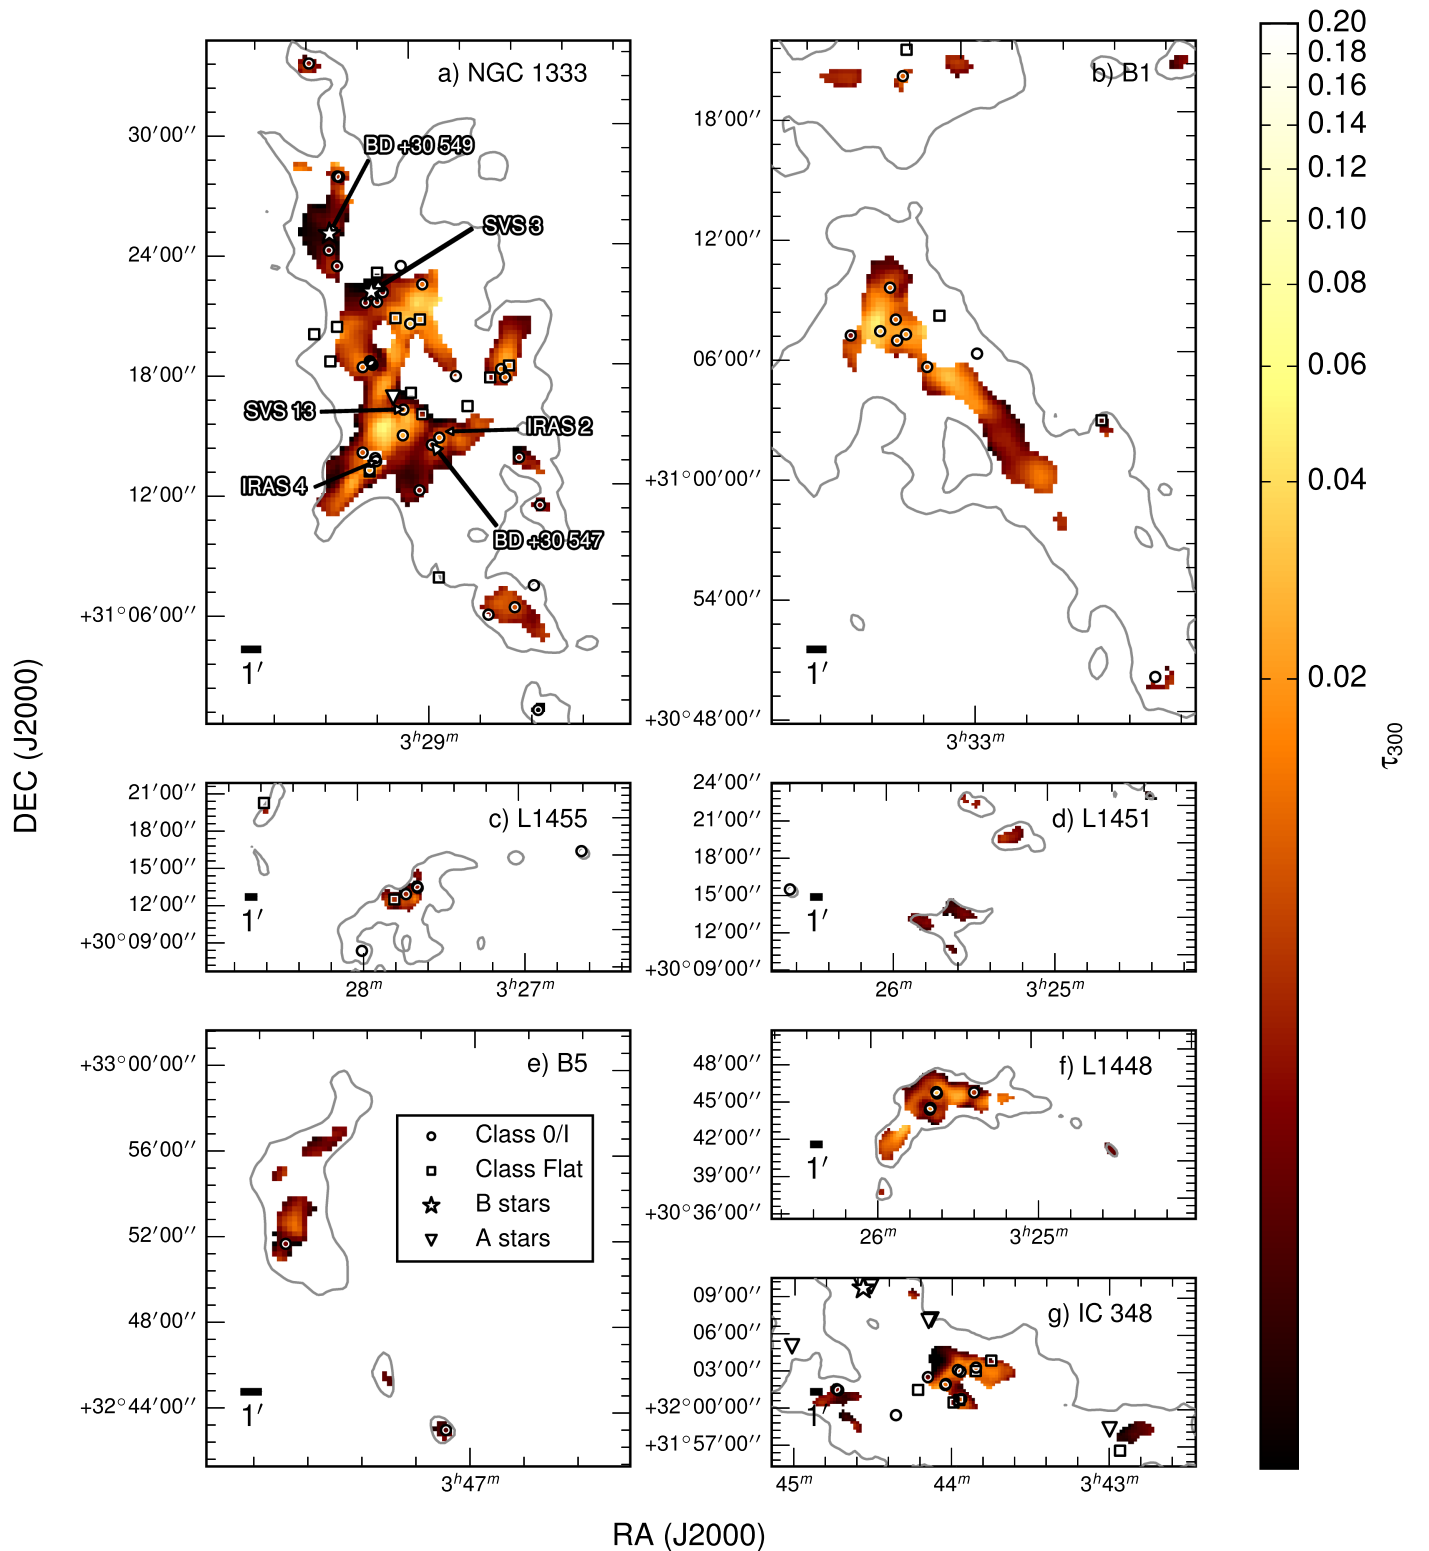 a) NGC 1333
BD +30 549
SVS 3
SVS 13
IRAS 2
IRAS 4
BD +30 547
30′00′′
24′00′′
18′00′′
12′00′′
+31°06′00′′
1′
3ʰ29ᵐ
b) B1
18′00′′
12′00′′
06′00′′
+31°00′00′′
54′00′′
+30°48′00′′
1′
3ʰ33ᵐ
0.20
0.18
0.16
0.14
0.12
0.10
0.08
0.06
0.04
0.02
τ₃₀₀
DEC (J2000)
c) L1455
21′00′′
18′00′′
15′00′′
12′00′′
+30°09′00′′
1′
28ᵐ
3ʰ27ᵐ
d) L1451
24′00′′
21′00′′
18′00′′
15′00′′
12′00′′
+30°09′00′′
1′
26ᵐ
3ʰ25ᵐ
e) B5
+33°00′00′′
56′00′′
52′00′′
48′00′′
+32°44′00′′
1′
3ʰ47ᵐ
Class 0/I
Class Flat
B stars
A stars
f) L1448
48′00′′
45′00′′
42′00′′
39′00′′
+30°36′00′′
1′
26ᵐ
3ʰ25ᵐ
g) IC 348
09′00′′
06′00′′
03′00′′
+32°00′00′′
+31°57′00′′
1′
45ᵐ
44ᵐ
3ʰ43ᵐ
RA (J2000)